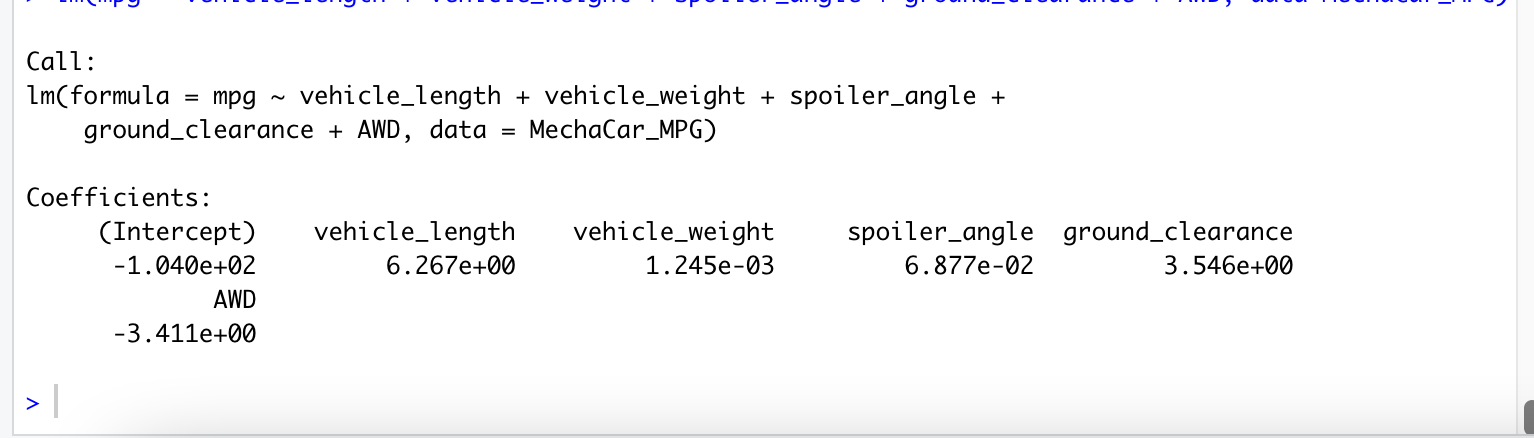 > lm(mpg ~ vehicle_length + vehicle_weight + spoiler_angle + ground_clearance + AWD, data=MechaCar_MPG)
Call:
lm(formula = mpg ~ vehicle_length + vehicle_weight + spoiler_angle +
    ground_clearance + AWD, data = MechaCar_MPG)
Coefficients:
     (Intercept)    vehicle_length    vehicle_weight     spoiler_angle  ground_clearance
      -1.040e+02         6.267e+00         1.245e-03         6.877e-02         3.546e+00
             AWD
      -3.411e+00
>